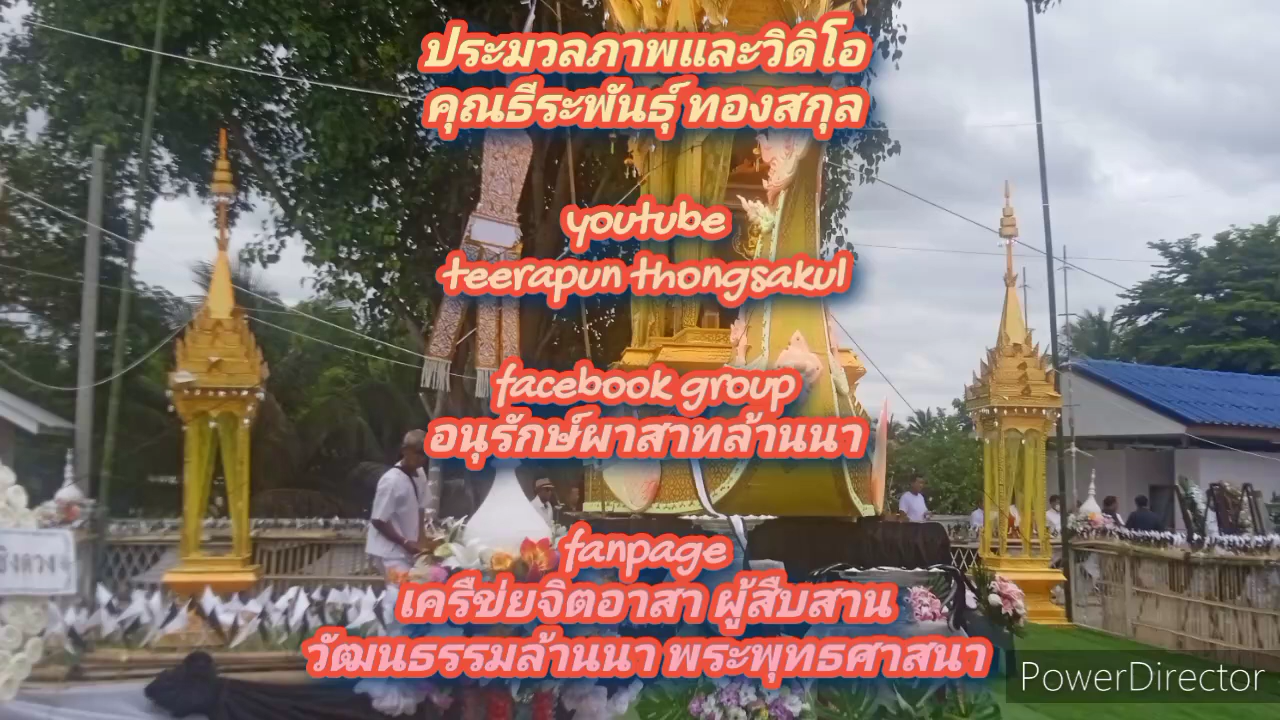 ประมวลภาพและวิดิโอ
คุณธีระพันธุ์ ทองสกุล
youtube
teerapun thongsakul
facebook group
อนุรักษ์ผาสาทล้านนา
fanpage
เครืข่ยจิตอาสา ผู้สืบสาน
วัฒนธรรมล้านนา พระพุทธศาสนา
PowerDirector